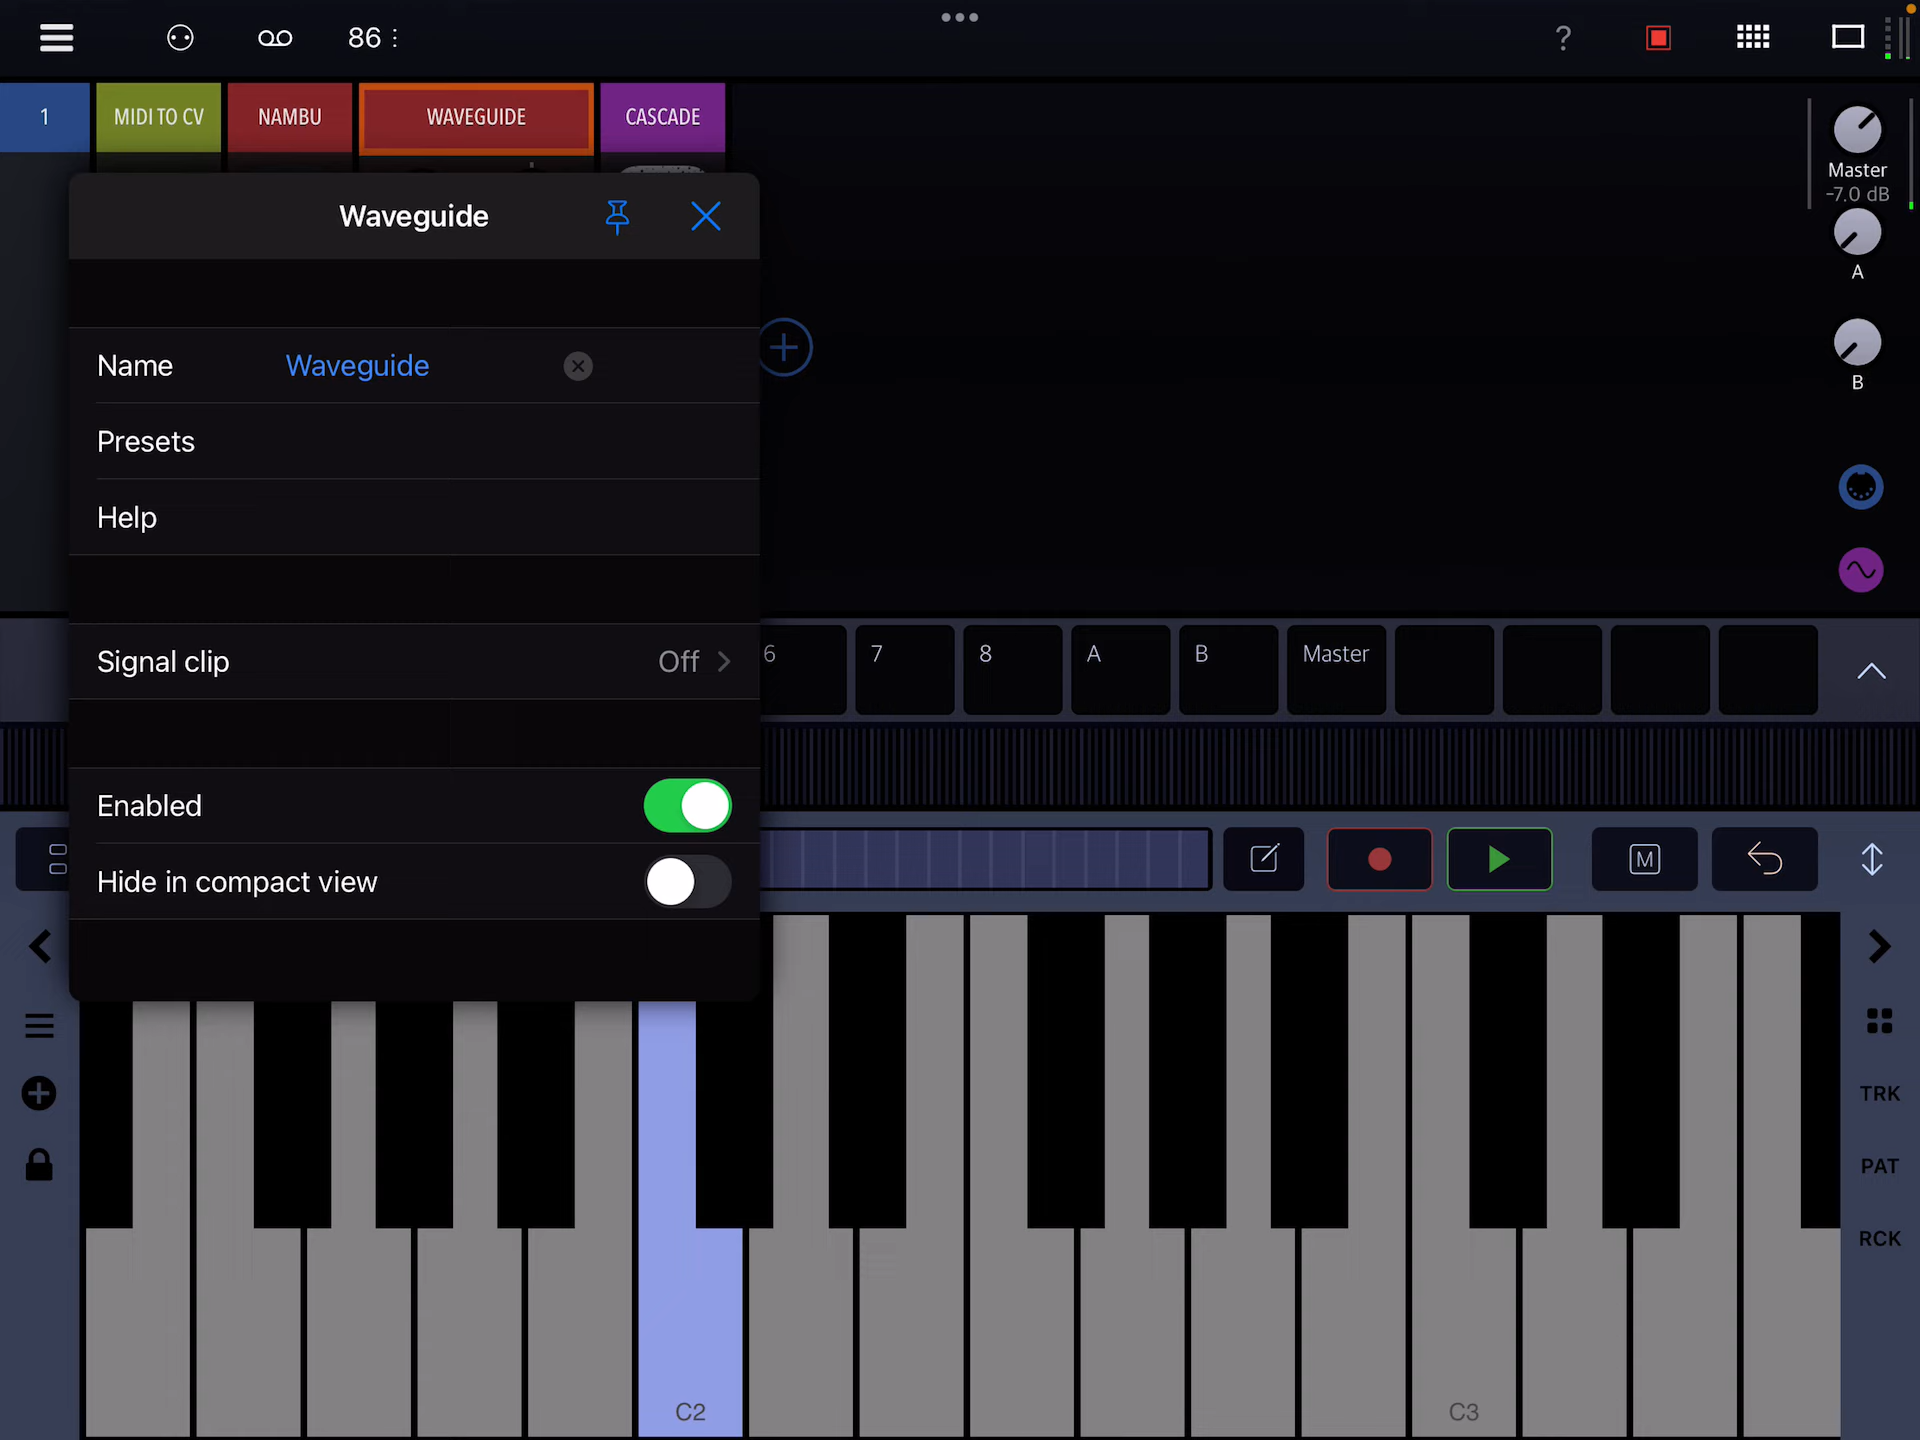 86
?
1
MIDI TO CV
NAMBU
WAVEGUIDE
CASCADE
Master
-7.0 dB
A
B
Waveguide
Name Waveguide
Presets
Help
Signal clip Off
Enabled
Hide in compact view
6
7
8
A
B
Master
M
TRK
PAT
RCK
C2
C3